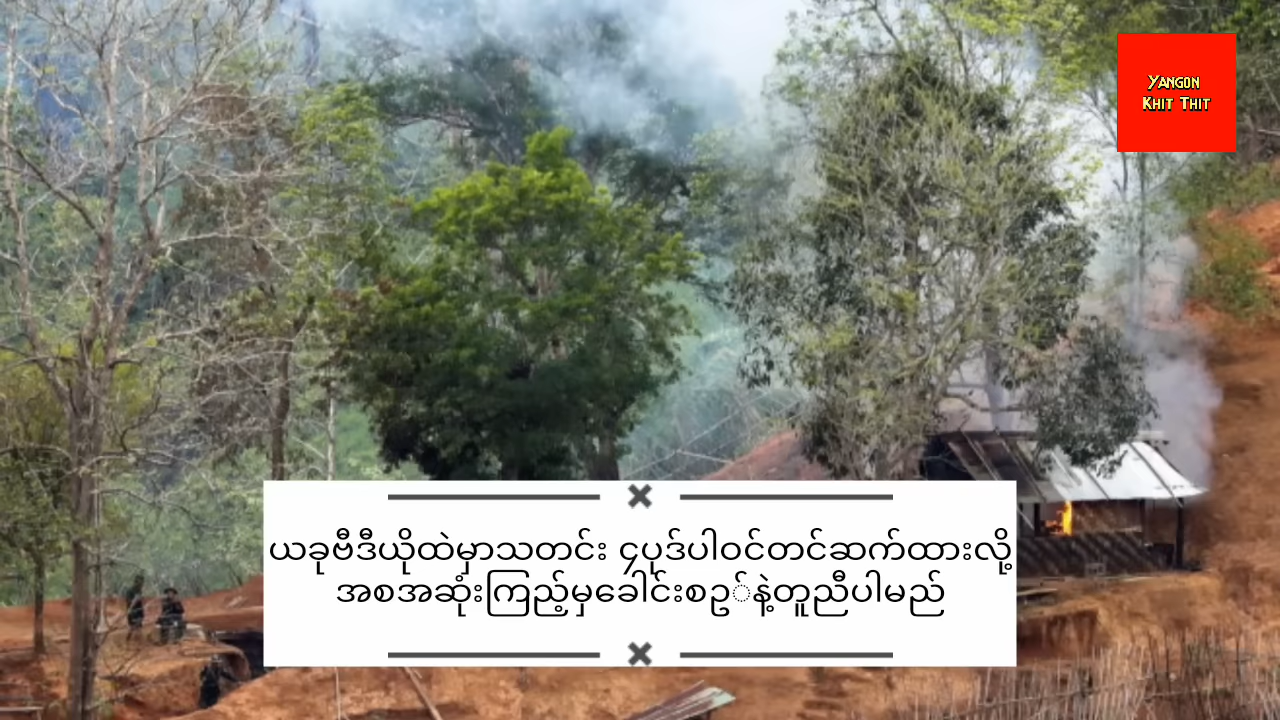 YANGON
KHIT THIT
ယခုဗီဒီယိုထဲမှာသတင်း ၄ပုဒ်ပါဝင်တင်ဆက်ထားလို့
အစအဆုံးကြည့်မှခေါင်းစဥ်နဲ့တူညီပါမည်